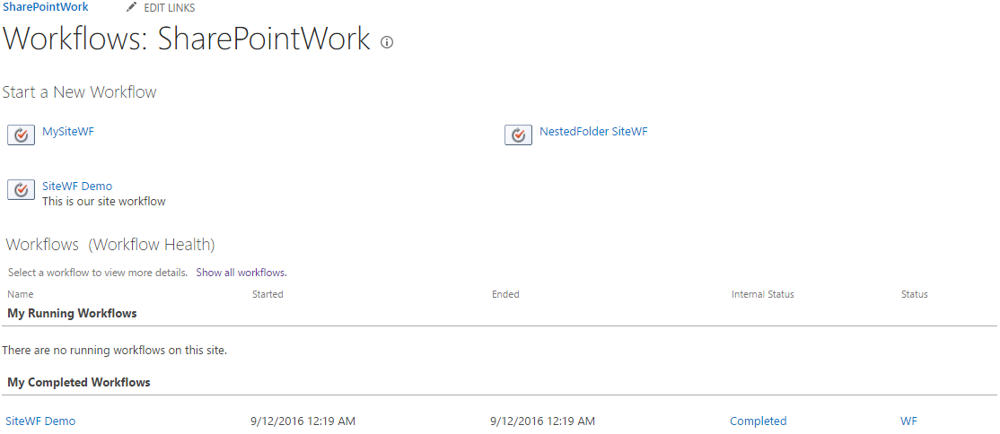 SharePointWork EDIT LINKS
Workflows: SharePointWork
Start a New Workflow
MySiteWF NestedFolder SiteWF
SiteWF Demo
This is our site workflow
Workflows (Workflow Health)
Select a workflow to view more details. Show all workflows.
Name Started Ended Internal Status Status
My Running Workflows
There are no running workflows on this site.
My Completed Workflows
SiteWF Demo 9/12/2016 12:19 AM 9/12/2016 12:19 AM Completed WF